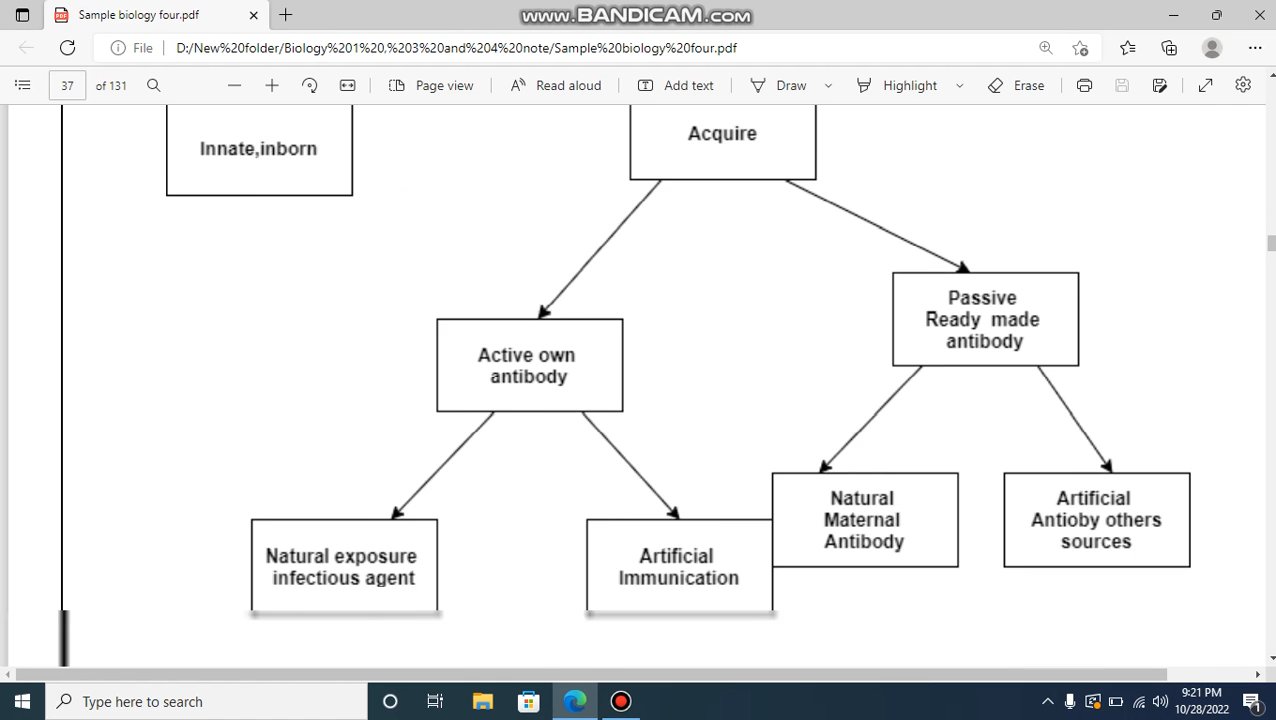 Sample biology four.pdf
WWW.BANDICAM.COM
File
D:/New%20folder/Biology%201%20.%203%20and%204%20note/Sample%20biology%20four.pdf
37 of 131
Page view
Read aloud
Add text
Draw
Highlight
Erase
Innate,inborn
Acquire
Passive
Ready made
antibody
Active own
antibody
Natural
Maternal
Antibody
Artificial
Antioby others
sources
Natural exposure
infectious agent
Artificial
Immunication
Type here to search
9:21 PM
10/28/2022
1